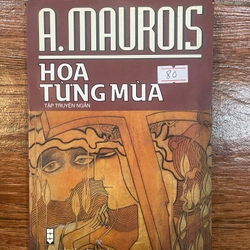 A.MAUROIS
HOA
TỪNG MÙA
TẬP TRUYỆN NGẮN
80